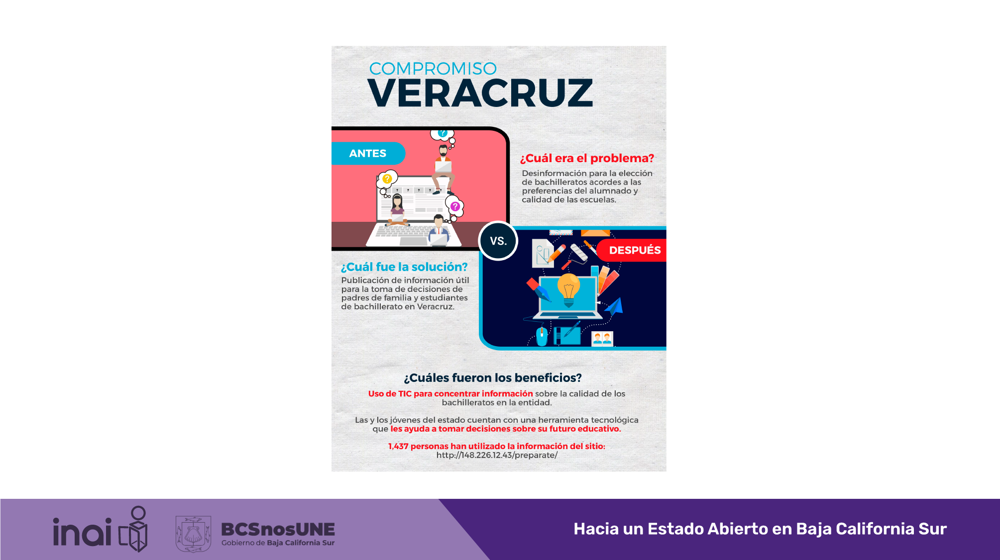 COMPROMISO
VERACRUZ
ANTES
¿Cuál era el problema?
Desinformación para la elección
de bachilleratos acordes a las
preferencias del alumnado y
calidad de las escuelas.
VS.
DESPUÉS
¿Cuál fue la solución?
Publicación de información útil
para la toma de decisiones de
padres de familia y estudiantes
de bachillerato en Veracruz.
¿Cuáles fueron los beneficios?
Uso de TIC para concentrar información sobre la calidad de los
bachilleratos en la entidad.
Las y los jóvenes del estado cuentan con una herramienta tecnológica
que les ayuda a tomar decisiones sobre su futuro educativo.
1,437 personas han utilizado la información del sitio:
http://148.226.12.43/preparate/
inai
BCSnosUNE
Gobierno de Baja California Sur
Hacia un Estado Abierto en Baja California Sur